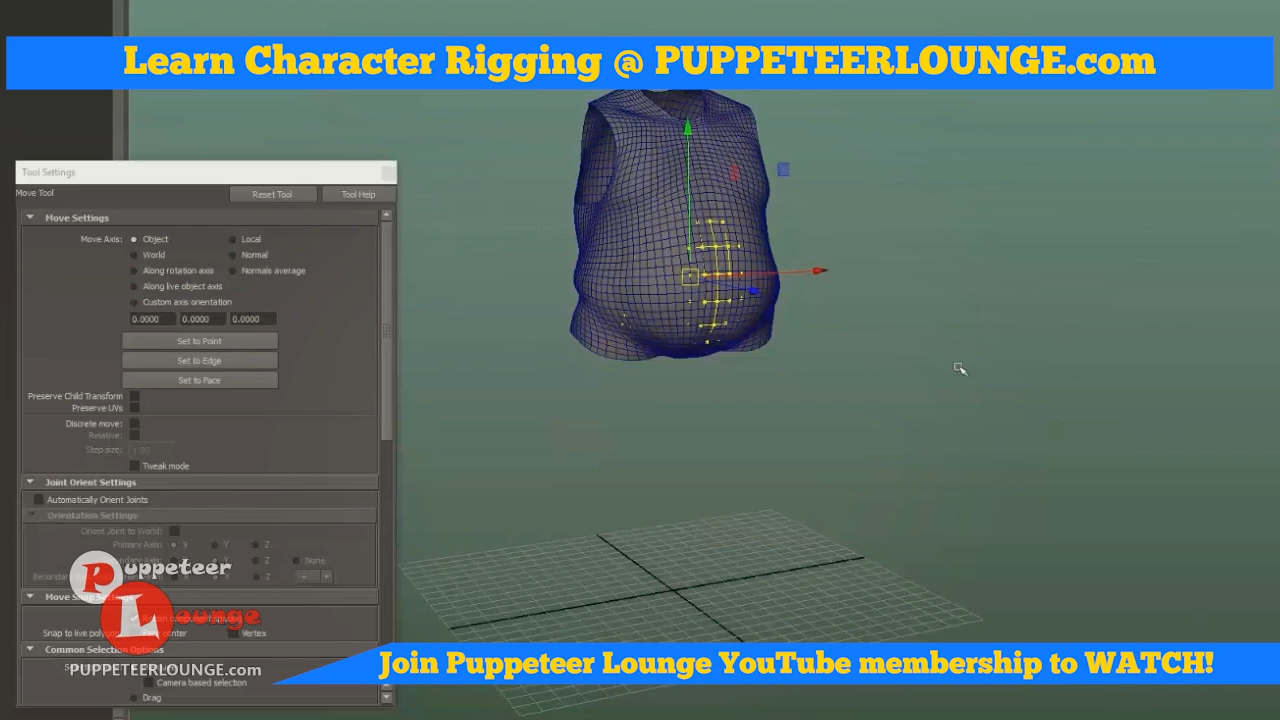 Learn Character Rigging @ PUPPETEERLOUNGE.com
Tool Settings
Move Tool
Reset Tool
Tool Help
Move Settings
Move Axis: Object Local
World Normal
Along rotation axis Normals average
Along live object axis
Custom axis orientation
0.0000 0.0000 0.0000
Set to Point
Set to Edge
Set to Face
Preserve Child Transform
Preserve UVs
Discrete move:
Relative:
Step size: 1.00
Tweak mode
Joint Orient Settings
Automatically Orient Joints
Orientation Settings
Orient Joint to World:
Primary Axis: X Y Z
X Y Z None
Puppeteer
Lounge
Snap to live polygon: Face center Vertex
Common Selection Options
PUPPETEERLOUNGE.com
Camera based selection
Drag
Join Puppeteer Lounge YouTube membership to WATCH!